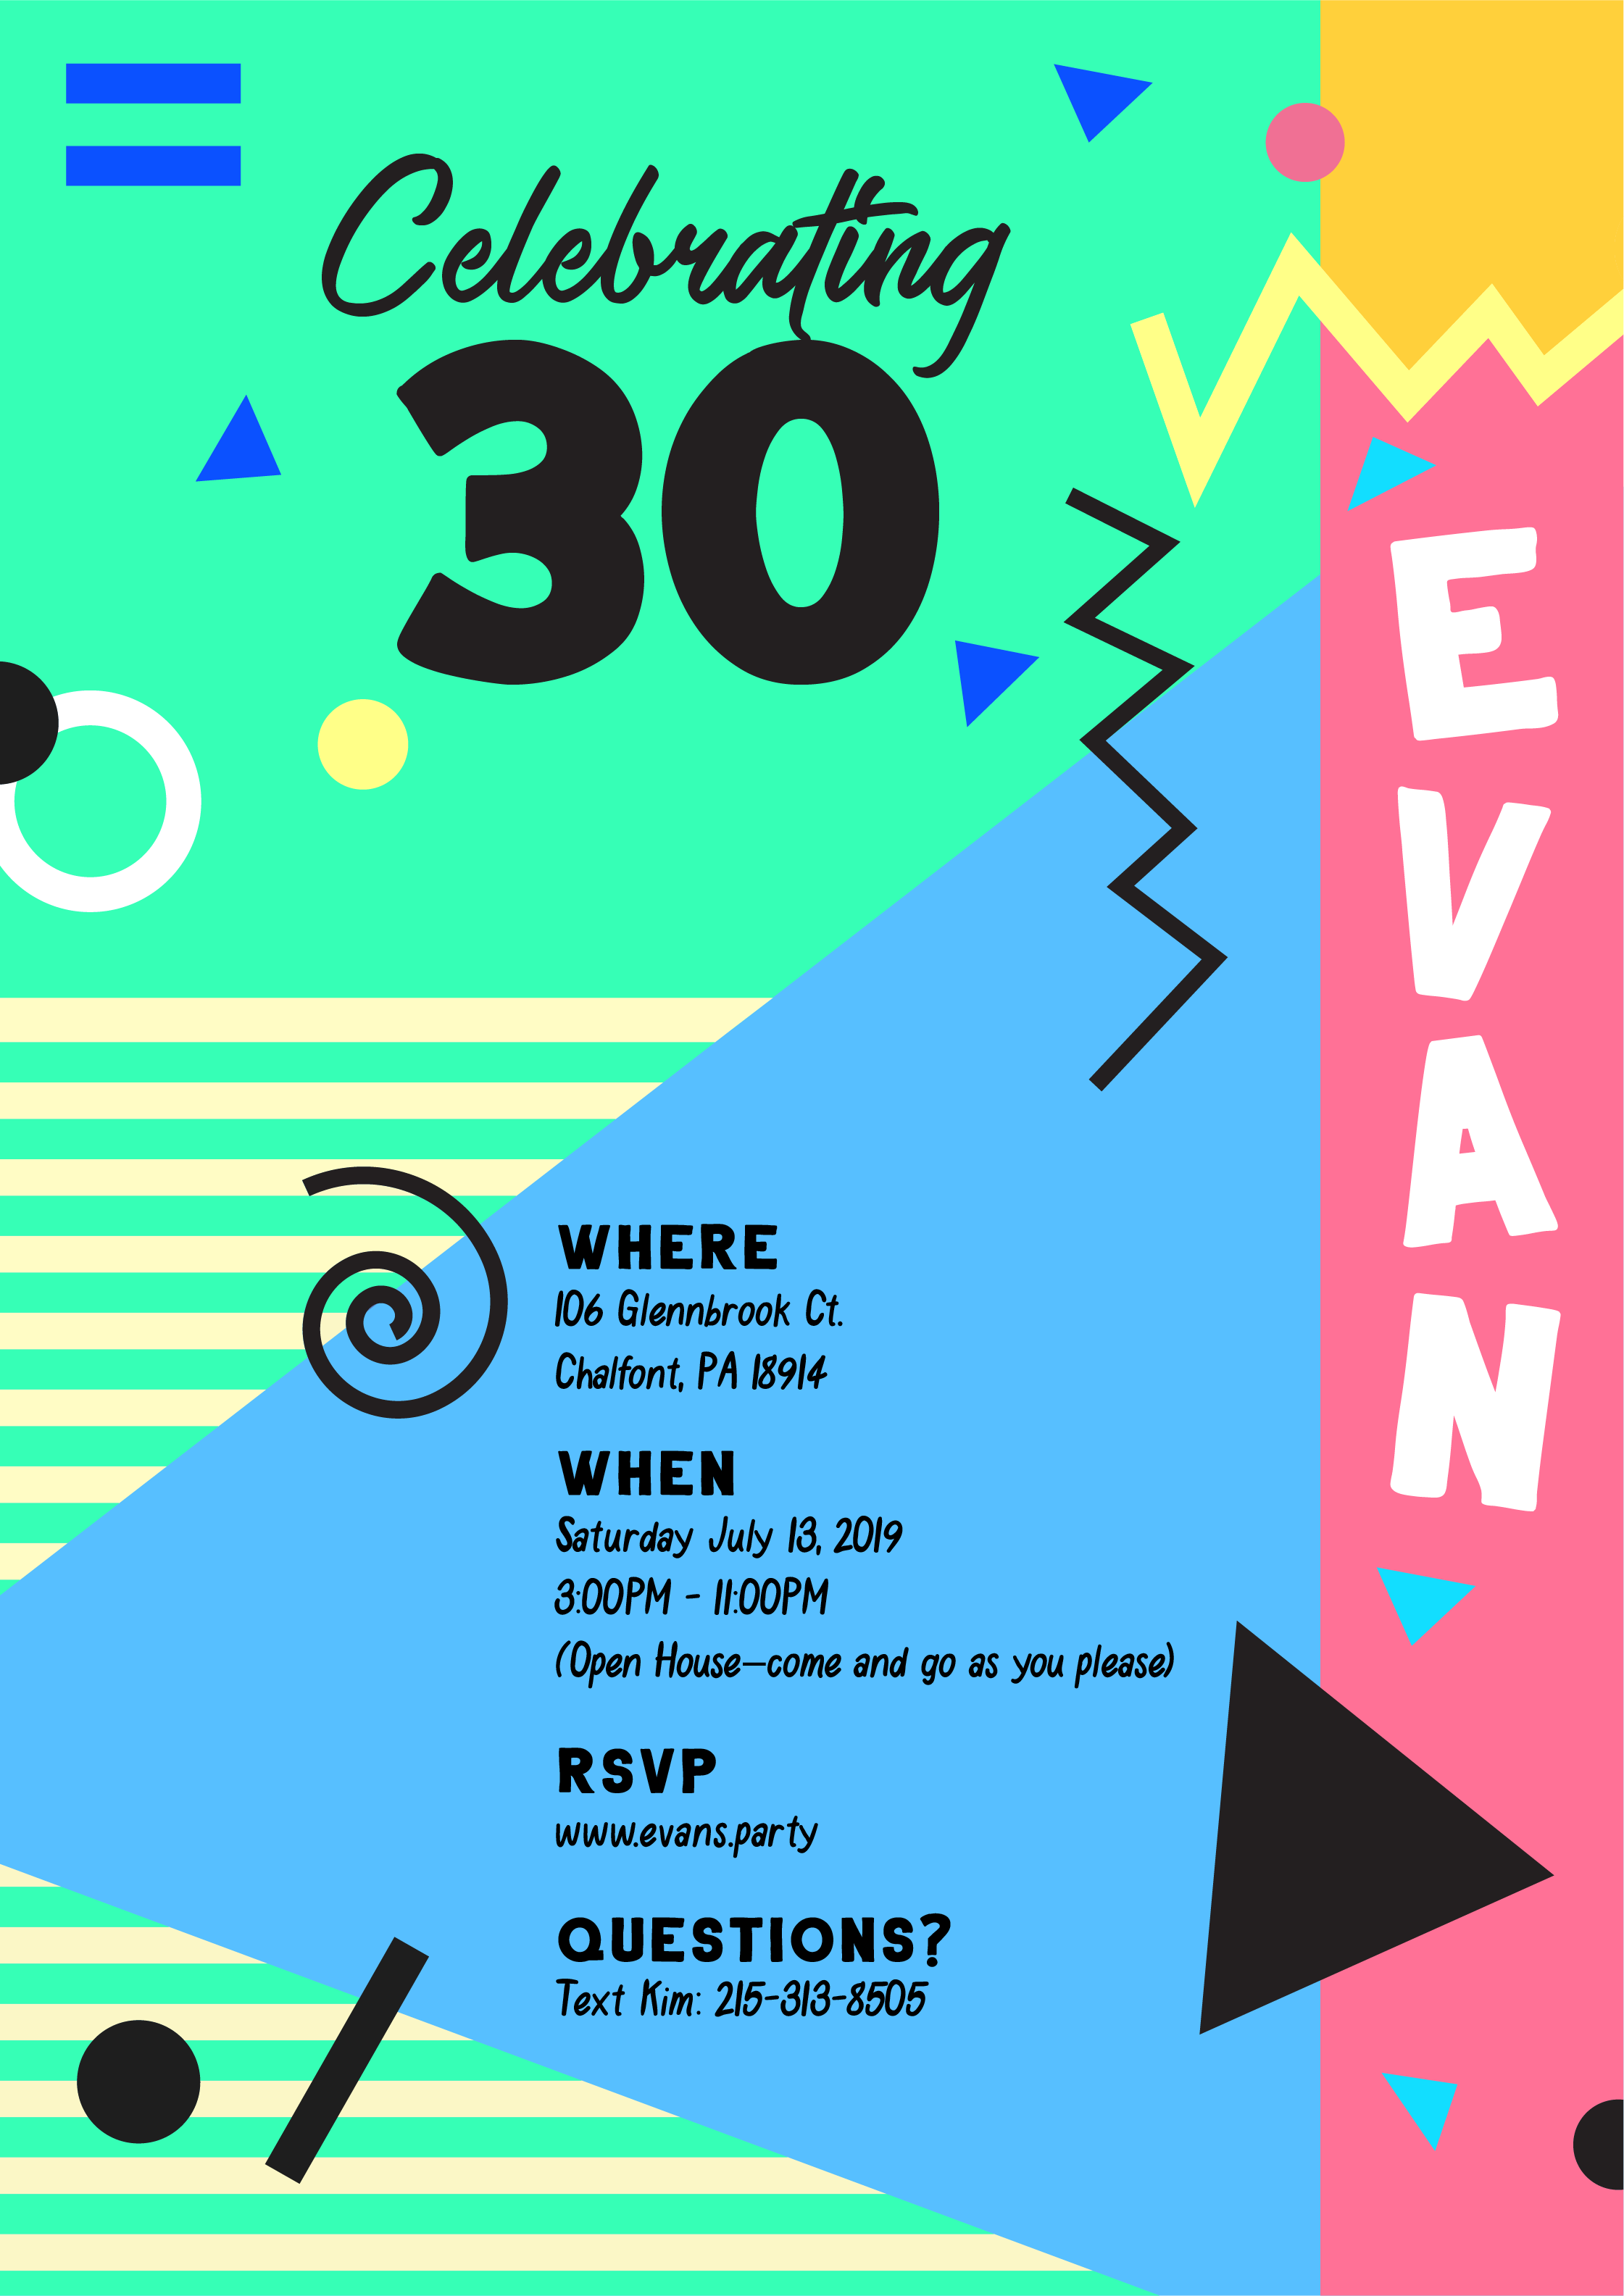 Celebrating
30
EVAN
WHERE
106 Glennbrook Ct.
Chalfont, PA 18914
WHEN
Saturday July 13, 2019
3:00PM - 11:00PM
(Open House—come and go as you please)
RSVP
www.evans.party
QUESTIONS?
Text Kim: 215-313-8505